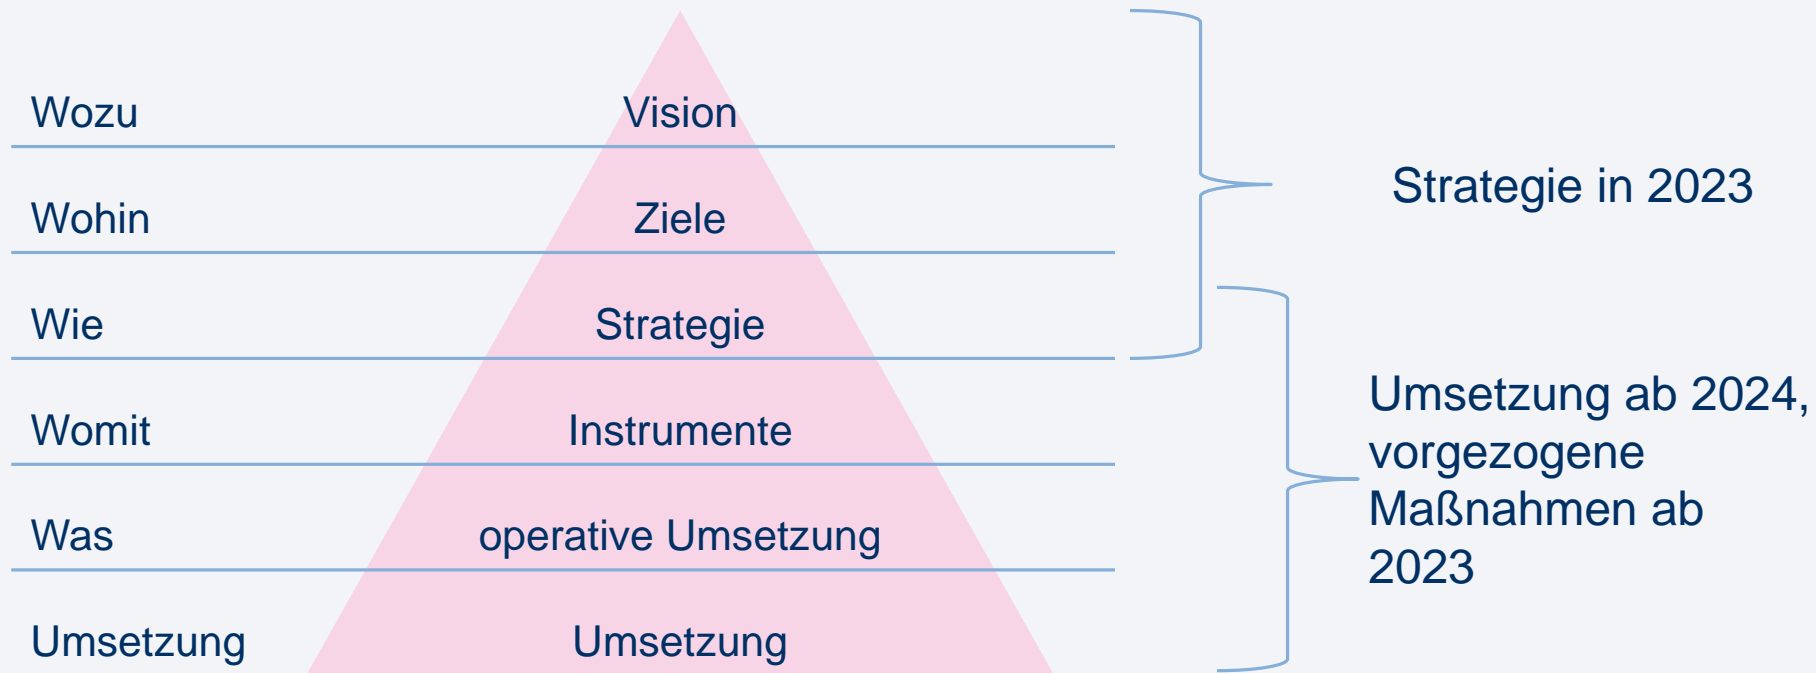 Wozu
Vision
Wohin
Ziele
Strategie in 2023
Wie
Strategie
Womit
Instrumente
Umsetzung ab 2024,
vorgezogene
Maßnahmen ab
2023
Was
operative Umsetzung
Umsetzung
Umsetzung